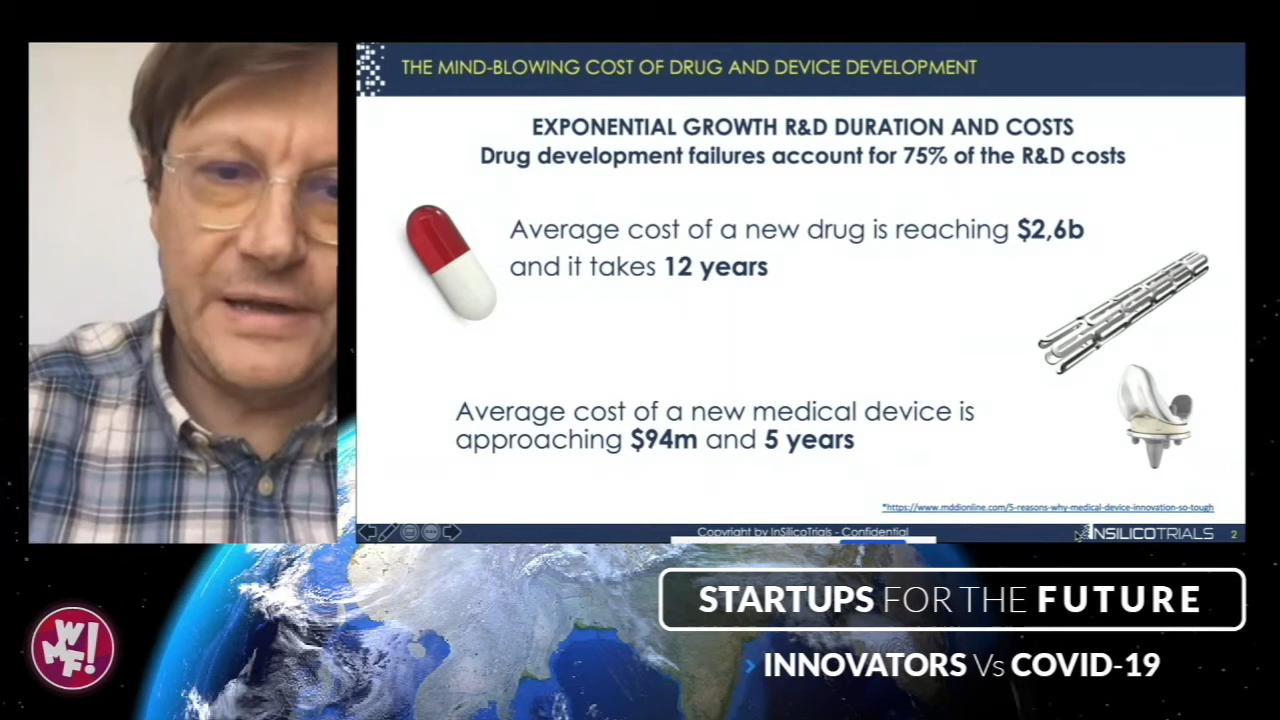 THE MIND-BLOWING COST OF DRUG AND DEVICE DEVELOPMENT
EXPONENTIAL GROWTH R&D DURATION AND COSTS
Drug development failures account for 75% of the R&D costs
Average cost of a new drug is reaching $2,6b
and it takes 12 years
Average cost of a new medical device is
approaching $94m and 5 years
*https://www.mddionline.com/5-reasons-why-medical-device-innovation-so-tough
Copyright by InSilicoTrials - Confidential
INSILICOTRIALS
2
STARTUPS FOR THE FUTURE
› INNOVATORS Vs COVID-19
WMF!